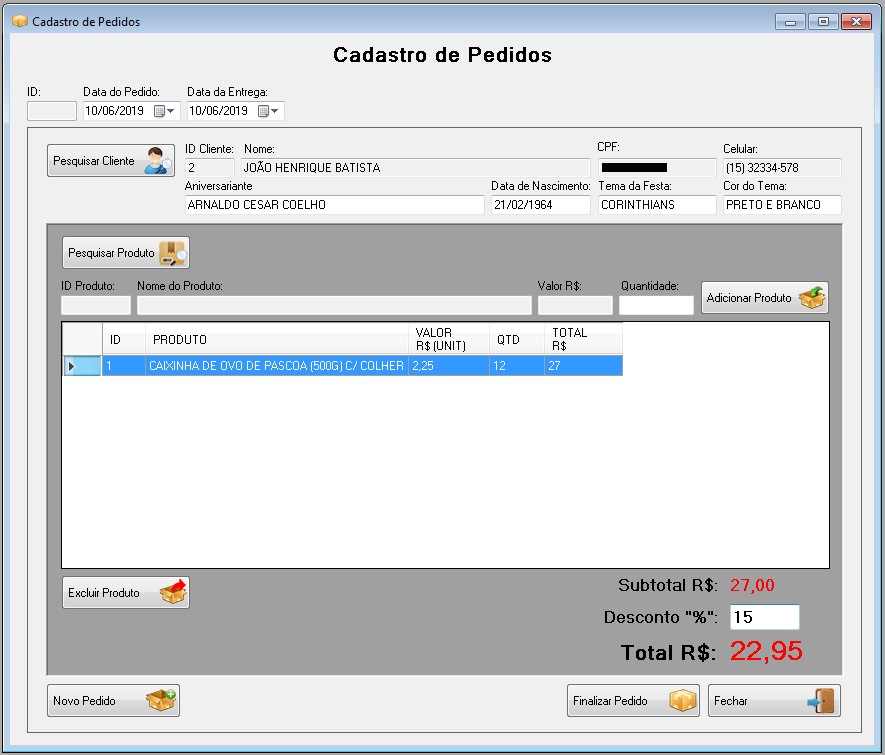 Cadastro de Pedidos
Cadastro de Pedidos
ID: Data do Pedido: Data da Entrega:
10/06/2019 10/06/2019
Pesquisar Cliente
ID Cliente: Nome: CPF: Celular:
2 JOÃO HENRIQUE BATISTA (15) 32334-578
Aniversariante Data de Nascimento: Tema da Festa: Cor do Tema:
ARNALDO CESAR COELHO 21/02/1964 CORINTHIANS PRETO E BRANCO
Pesquisar Produto
ID Produto: Nome do Produto: Valor R$: Quantidade:
Adicionar Produto
ID PRODUTO VALOR R$ (UNIT) QTD TOTAL R$
1 CAIXINHA DE OVO DE PASCOA (500G) C/ COLHER 2,25 12 27
Excluir Produto
Subtotal R$: 27,00
Desconto "%": 15
Total R$: 22,95
Novo Pedido Finalizar Pedido Fechar